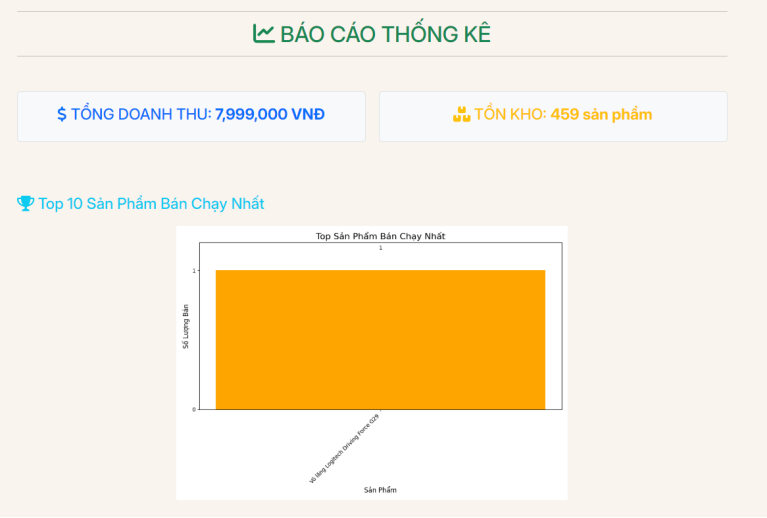 BÁO CÁO THỐNG KÊ
$ TỔNG DOANH THU: 7,999,000 VNĐ
TỒN KHO: 459 sản phẩm
Top 10 Sản Phẩm Bán Chạy Nhất
Top Sản Phẩm Bán Chạy Nhất
1
1
Số Lượng Bán
0
Vô lăng Logitech Driving Force G29
Sản Phẩm